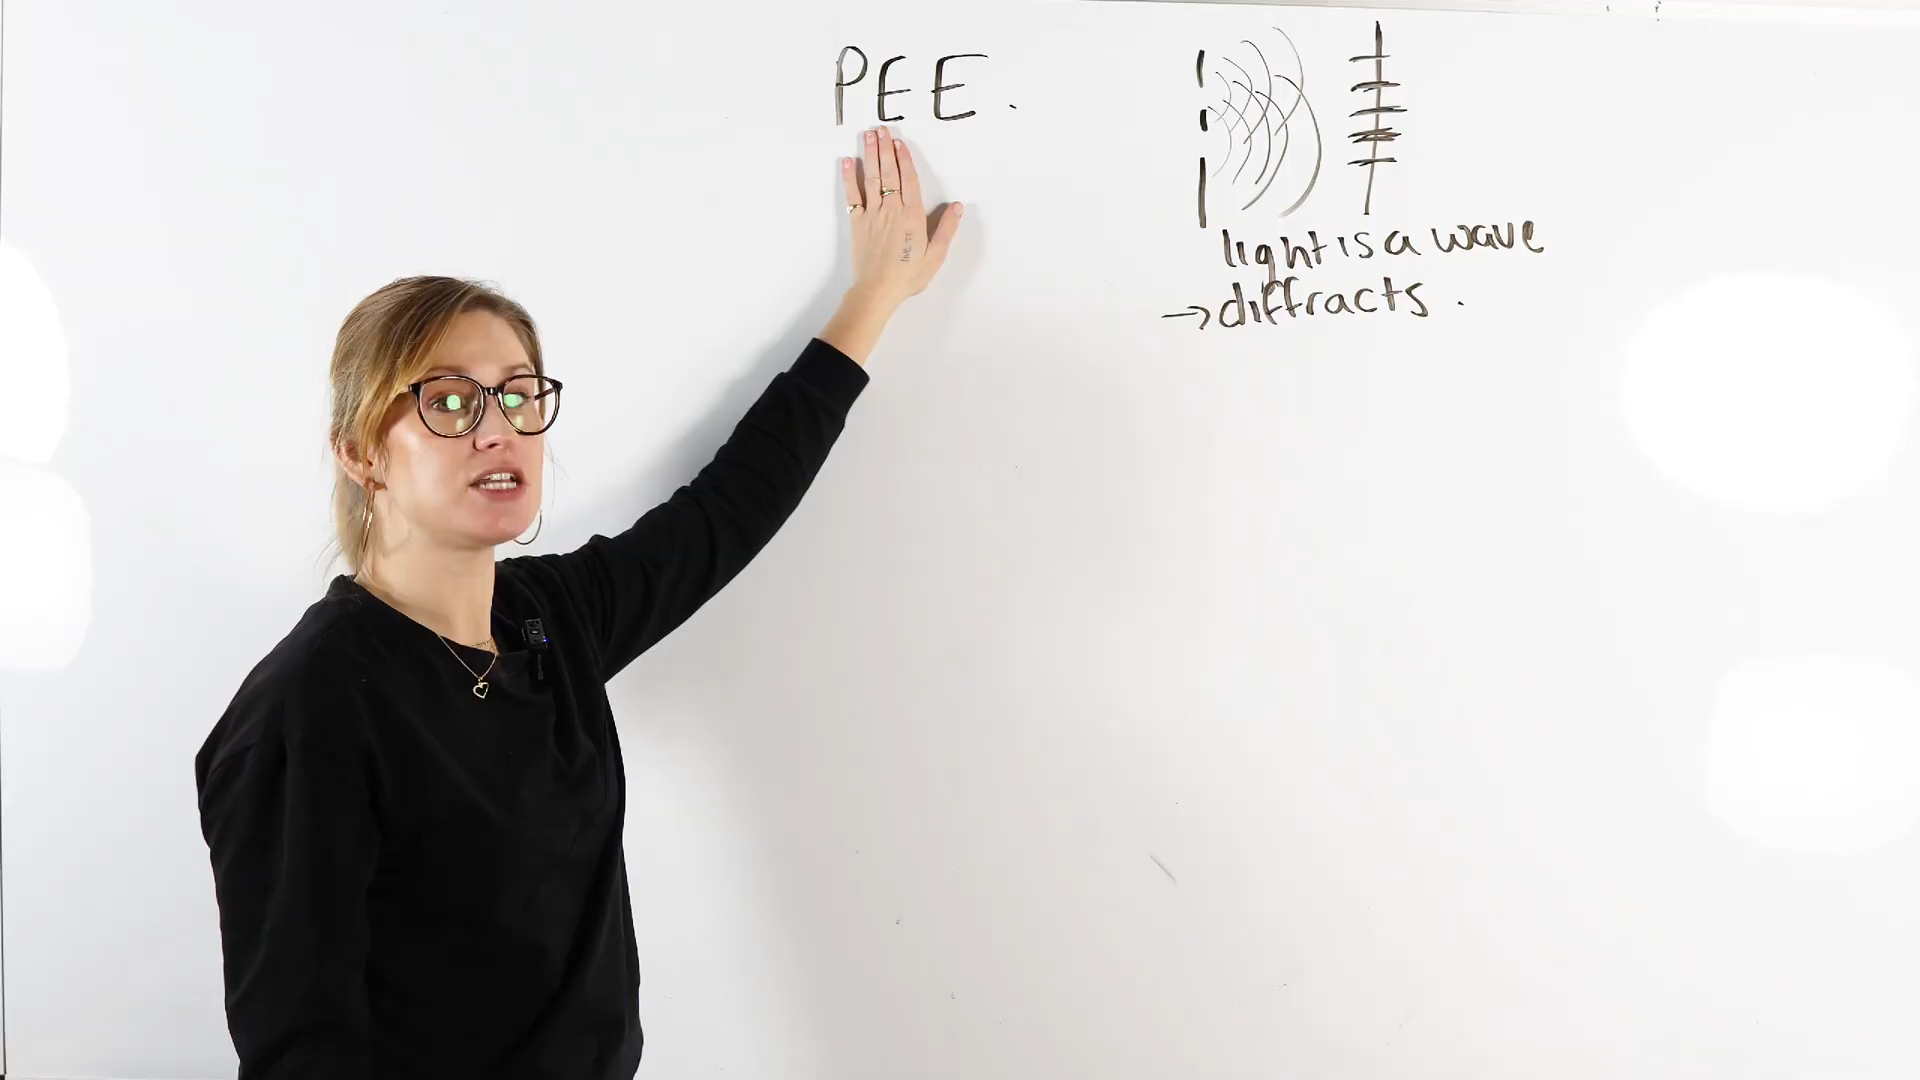 PEE.
light is a wave
→ diffracts.